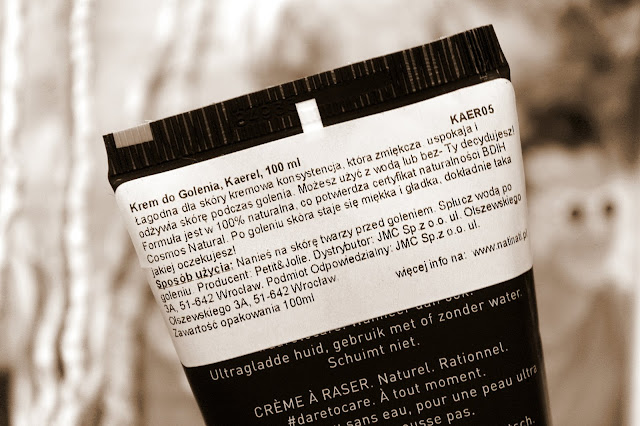 KAER05
Krem do Golenia, Kaerel, 100 ml
Łagodna dla skóry kremowa konsystencja, która zmiękcza, uspokaja i
odżywia skórę podczas golenia. Możesz użyć z wodą lub bez- Ty decydujesz!
Formuła jest w 100% naturalna, co potwierdza certyfikat naturalności BDIH
Cosmos Natural. Po goleniu skóra staje się miękka i gładka, dokładnie taka
jakiej oczekujesz!
Sposób użycia: Nanieś na skórę twarzy przed goleniem. Spłucz wodą po
goleniu. Producent: Petit&Jolie. Dystrybutor: JMC Sp.z o.o. ul. Olszewskiego
3A, 51-642 Wrocław. Podmiot Odpowiedzialny: JMC Sp.z o.o. ul.
Olszewskiego 3A, 51-642 Wrocław
Zawartość opakowania 100ml
więcej info na: www.natinati.pl
Ultragladde huid, gebruik met of zonder water.
Schuimt niet.
CRÈME À RASER. Naturel. Rationnel.
#daretocare. À tout moment.
sans eau, pour une peau ultra
pas.